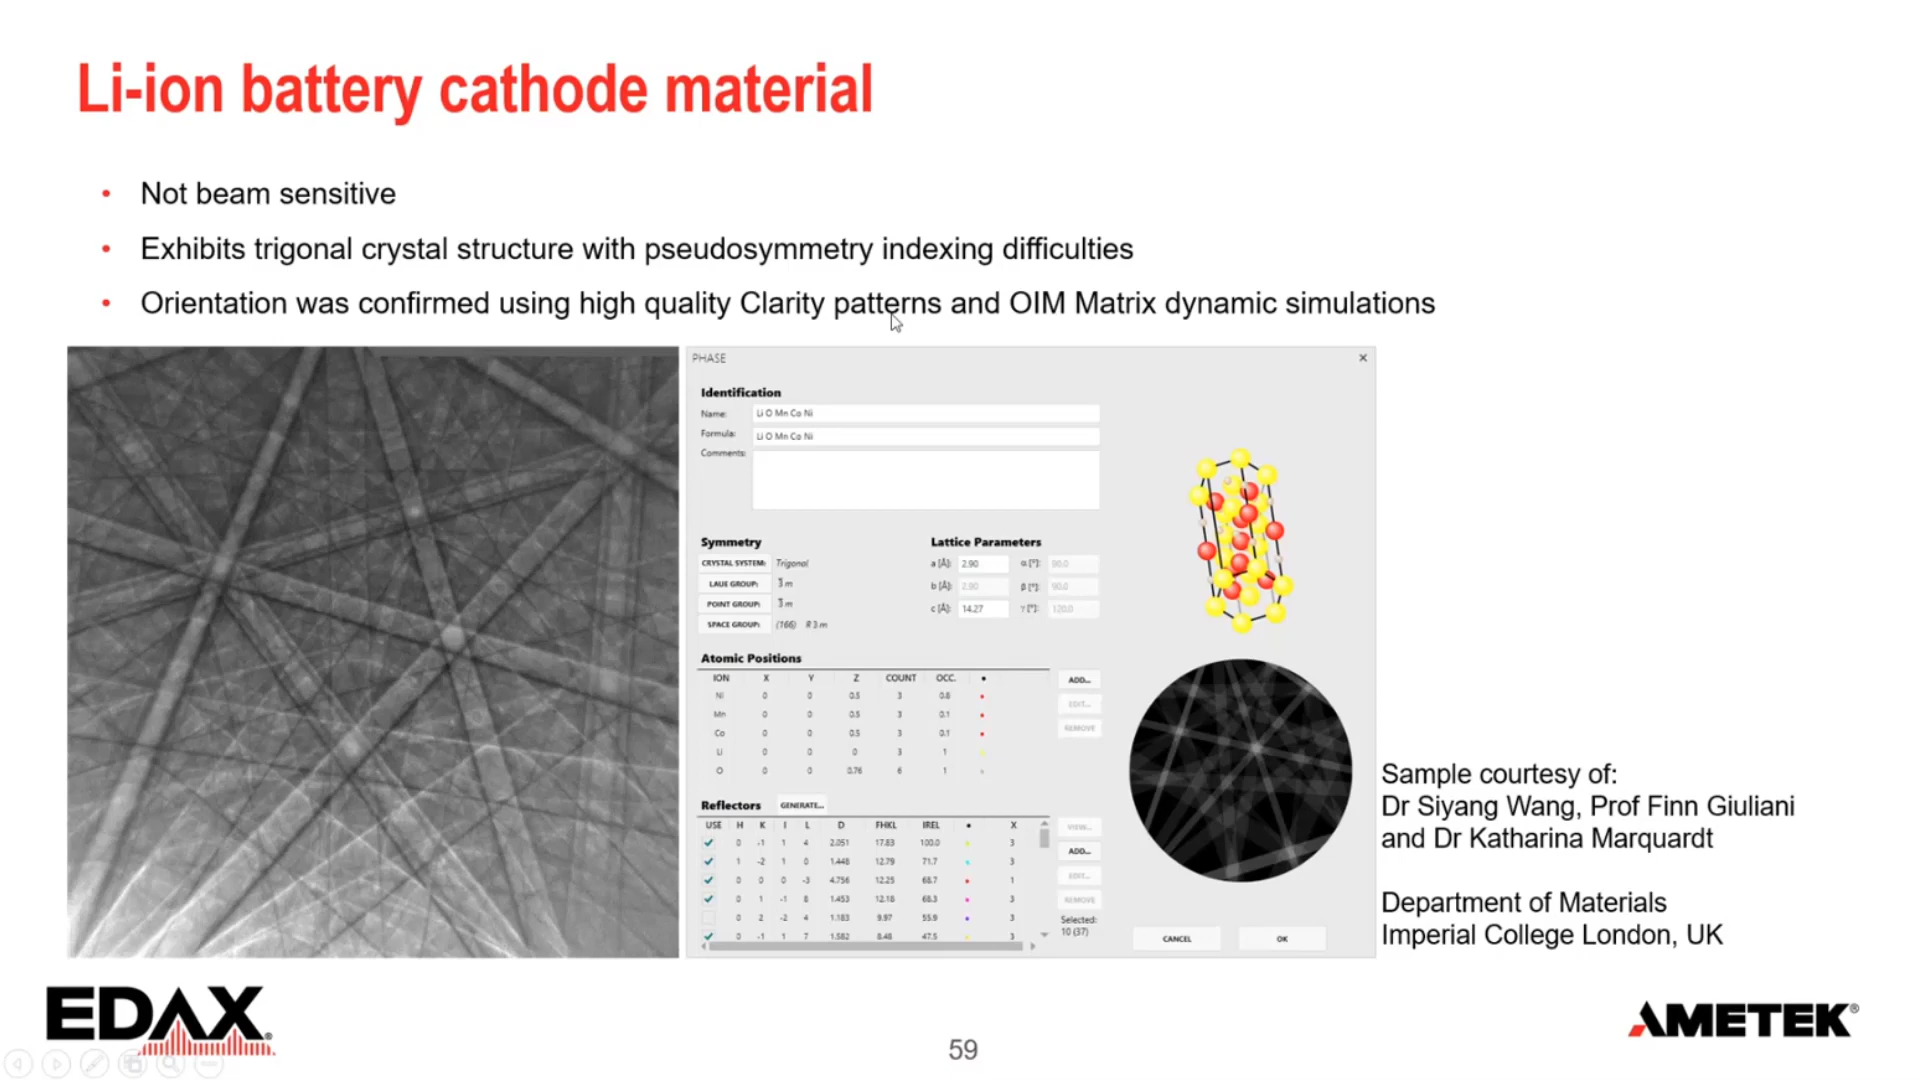 Li-ion battery cathode material
• Not beam sensitive
• Exhibits trigonal crystal structure with pseudosymmetry indexing difficulties
• Orientation was confirmed using high quality Clarity patterns and OIM Matrix dynamic simulations
PHASE
Identification
Name: Li O Mn Co Ni
Formula: Li O Mn Co Ni
Comments:
Symmetry
CRYSTAL SYSTEM: Trigonal
LAUE GROUP: 3̅ m
POINT GROUP: 3̅ m
SPACE GROUP: (166) R 3̅ m
Lattice Parameters
a [Å]: 2.90 α [°]: 90.0
b [Å]: 2.90 β [°]: 90.0
c [Å]: 14.27 γ [°]: 120.0
Atomic Positions
ION X Y Z COUNT OCC.
Ni 0 0 0.5 3 0.8
Mn 0 0 0.5 3 0.1
Co 0 0 0.5 3 0.1
Li 0 0 0 3 1
O 0 0 0.76 6 1
ADD...
EDIT...
REMOVE
Reflectors GENERATE...
USE H K I L D FHKL IREL X
0 -1 1 4 2.051 17.83 100.0 3
1 -2 1 0 1.448 12.79 71.7 3
0 0 0 -3 4.756 12.25 68.7 1
0 1 -1 8 1.453 12.18 68.3 3
0 2 -2 4 1.183 9.97 55.9 3
0 -1 1 7 1.582 8.48 47.5 3
VIEW...
ADD...
EDIT...
REMOVE
Selected:
10 (37)
CANCEL OK
Sample courtesy of:
Dr Siyang Wang, Prof Finn Giuliani
and Dr Katharina Marquardt
Department of Materials
Imperial College London, UK
EDAX®
59
AMETEK®